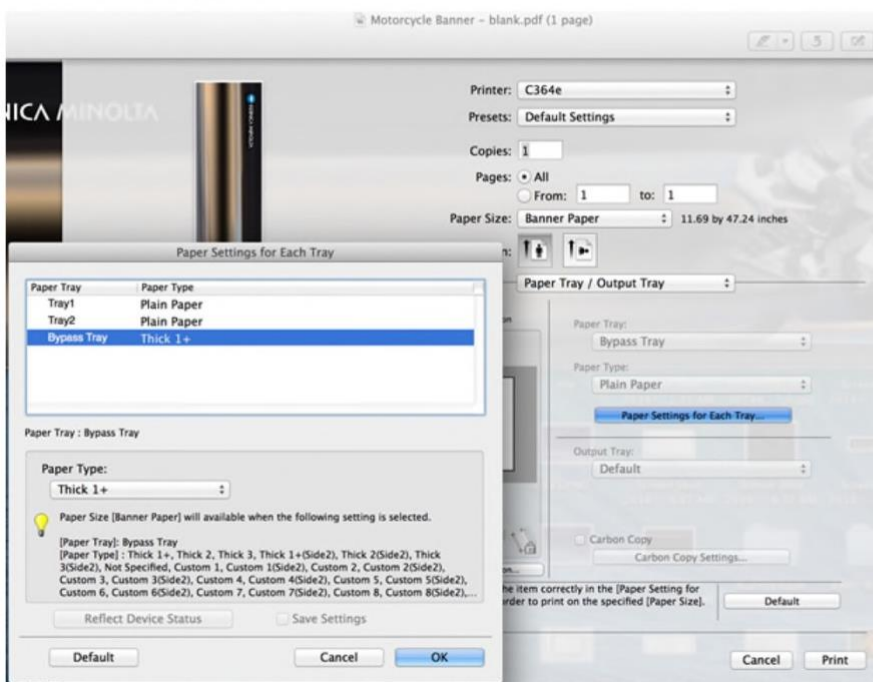 Motorcycle Banner – blank.pdf (1 page)
NICA MINOLTA
KONICA MINOLTA
Printer: C364e
Presets: Default Settings
Copies: 1
Pages: All
From: 1 to: 1
Paper Size: Banner Paper 11.69 by 47.24 inches
n:
Paper Tray / Output Tray
Paper Tray:
Bypass Tray
Paper Type:
Plain Paper
Paper Settings for Each Tray...
Output Tray:
Default
Carbon Copy
Carbon Copy Settings...
he item correctly in the [Paper Setting for
order to print on the specified [Paper Size].
Default
Cancel Print
Paper Settings for Each Tray
Paper Tray Paper Type
Tray1 Plain Paper
Tray2 Plain Paper
Bypass Tray Thick 1+
Paper Tray : Bypass Tray
Paper Type:
Thick 1+
Paper Size [Banner Paper] will available when the following setting is selected.
[Paper Tray]: Bypass Tray
[Paper Type] : Thick 1+, Thick 2, Thick 3, Thick 1+(Side2), Thick 2(Side2), Thick
3(Side2), Not Specified, Custom 1, Custom 1(Side2), Custom 2, Custom 2(Side2),
Custom 3, Custom 3(Side2), Custom 4, Custom 4(Side2), Custom 5, Custom 5(Side2),
Custom 6, Custom 6(Side2), Custom 7, Custom 7(Side2), Custom 8, Custom 8(Side2),...
Reflect Device Status Save Settings
Default Cancel OK